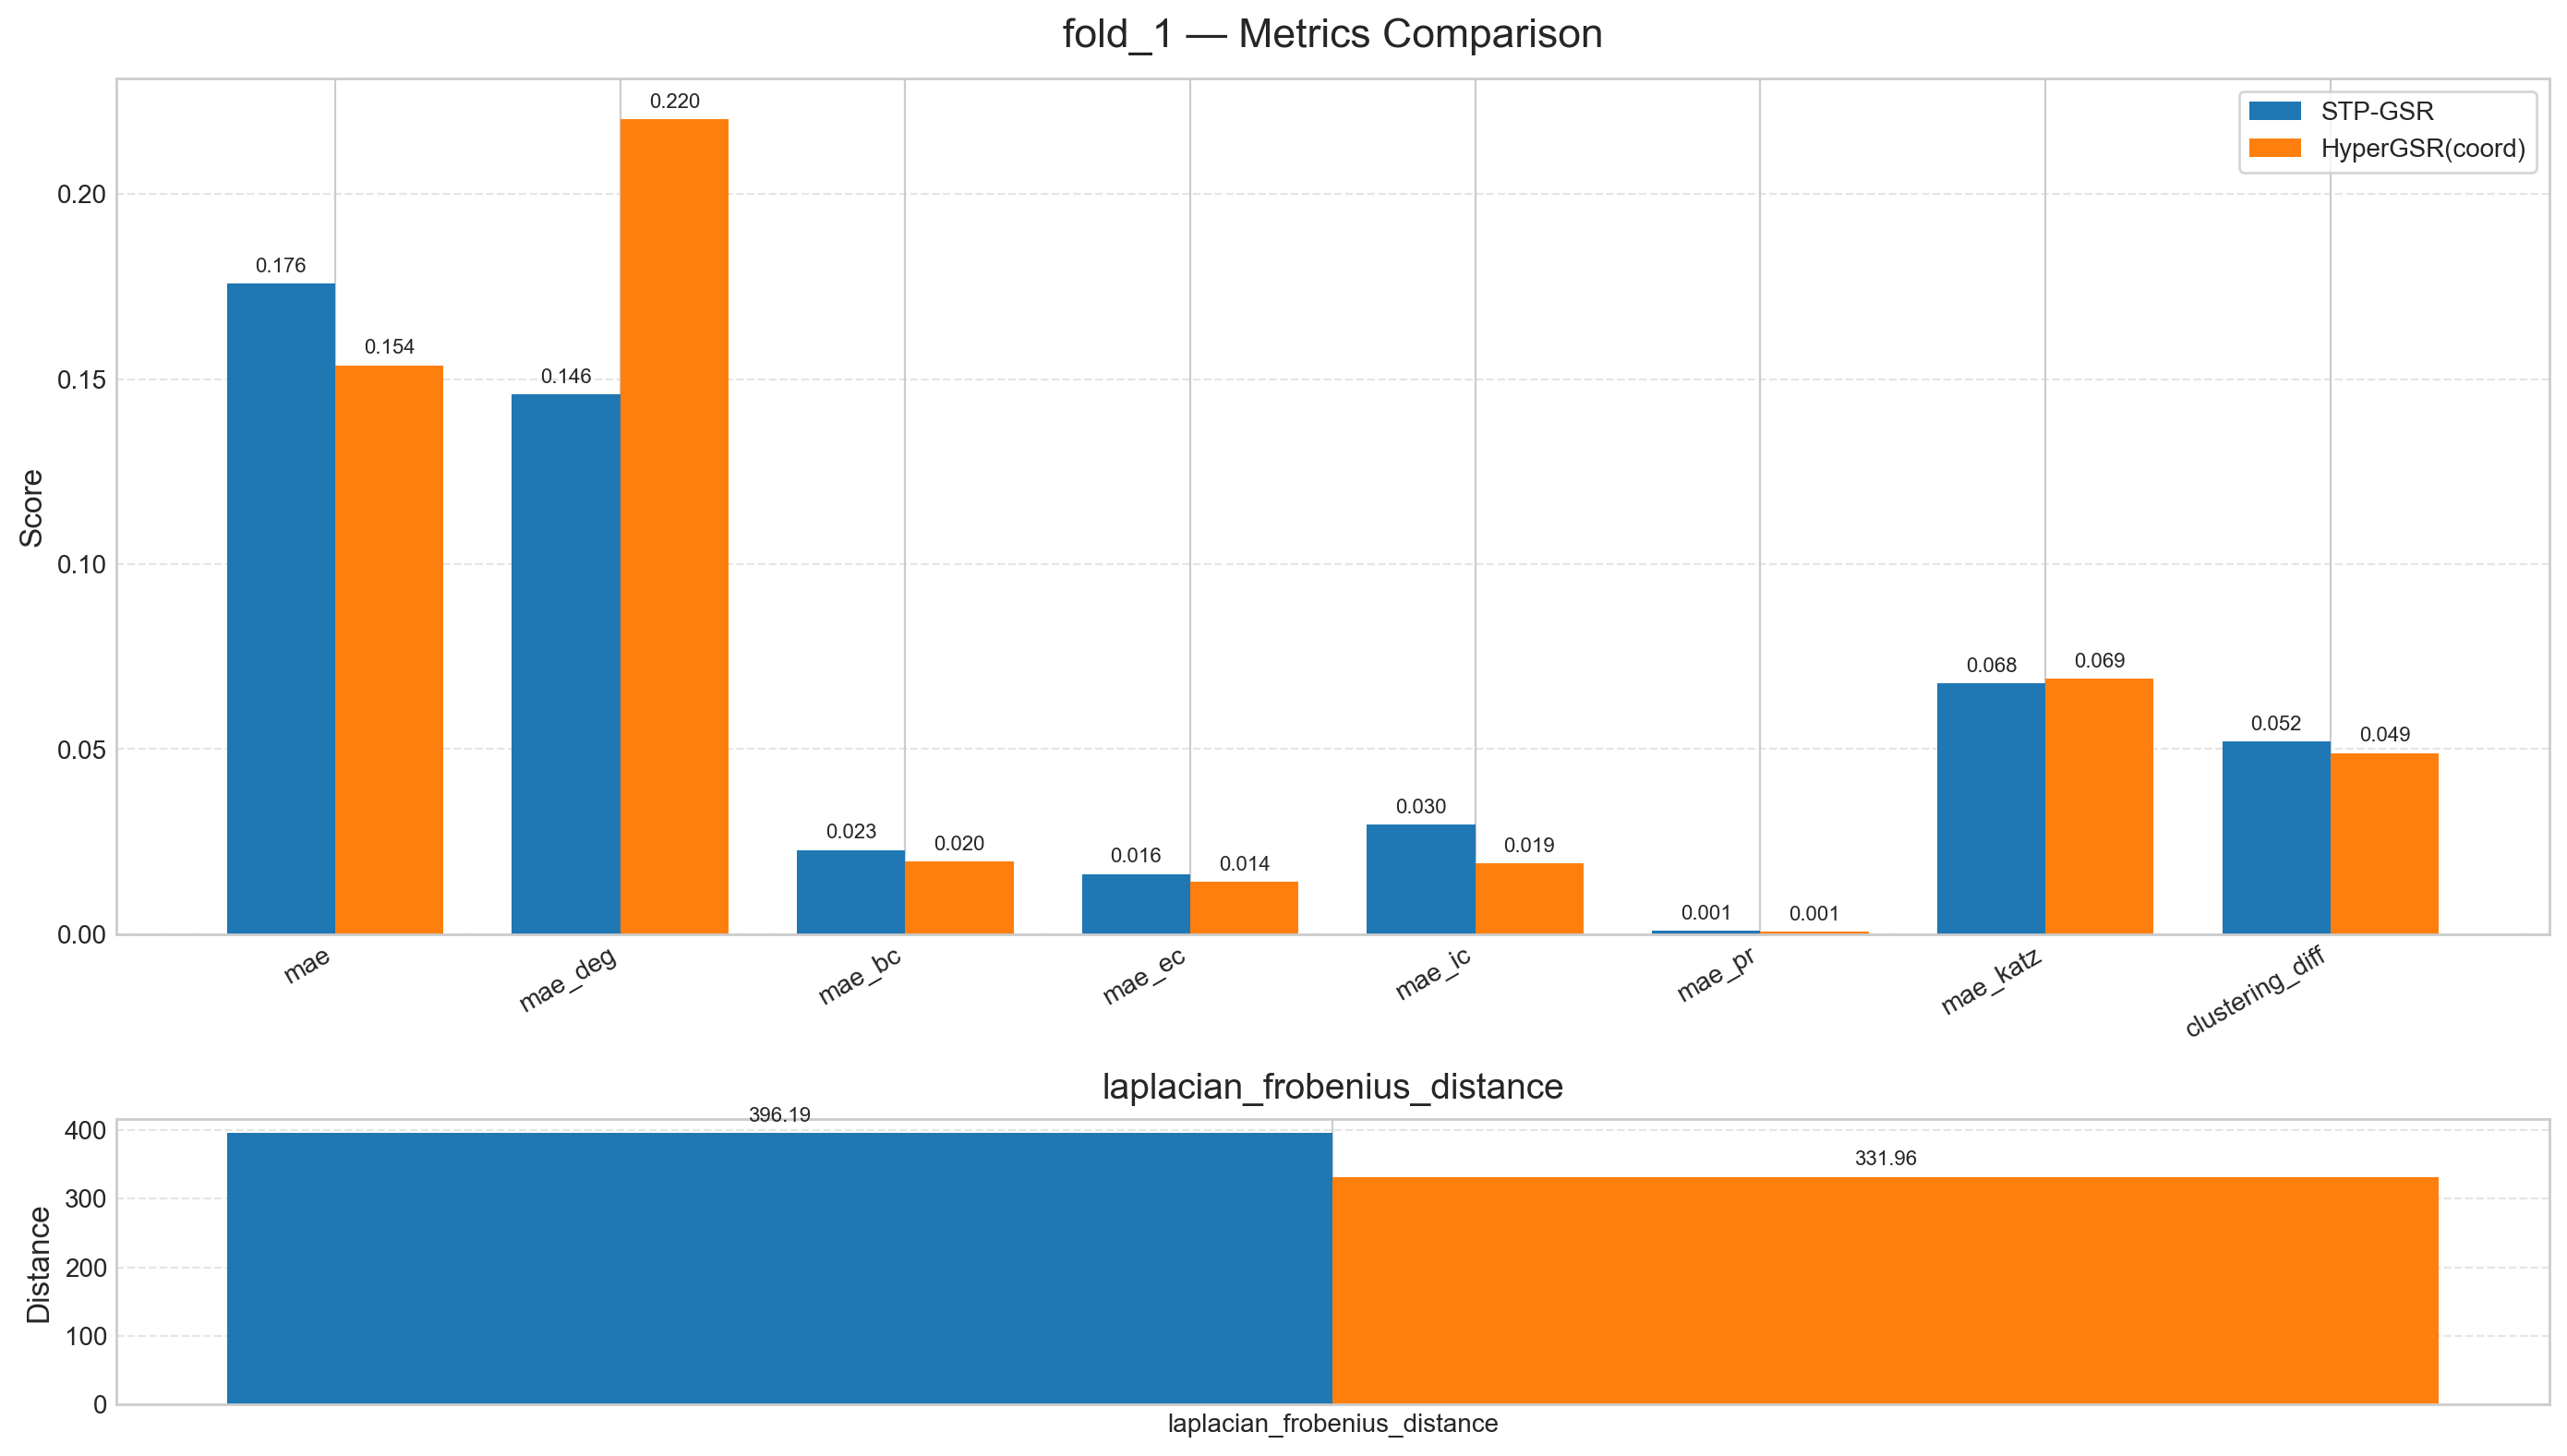 fold_1 — Metrics Comparison
STP-GSR
HyperGSR(coord)
Score
0.20
0.15
0.10
0.05
0.00
0.176
0.154
0.146
0.220
0.023
0.020
0.016
0.014
0.030
0.019
0.001
0.001
0.068
0.069
0.052
0.049
mae
mae_deg
mae_bc
mae_ec
mae_ic
mae_pr
mae_katz
clustering_diff
laplacian_frobenius_distance
Distance
400
300
200
100
0
396.19
331.96
laplacian_frobenius_distance